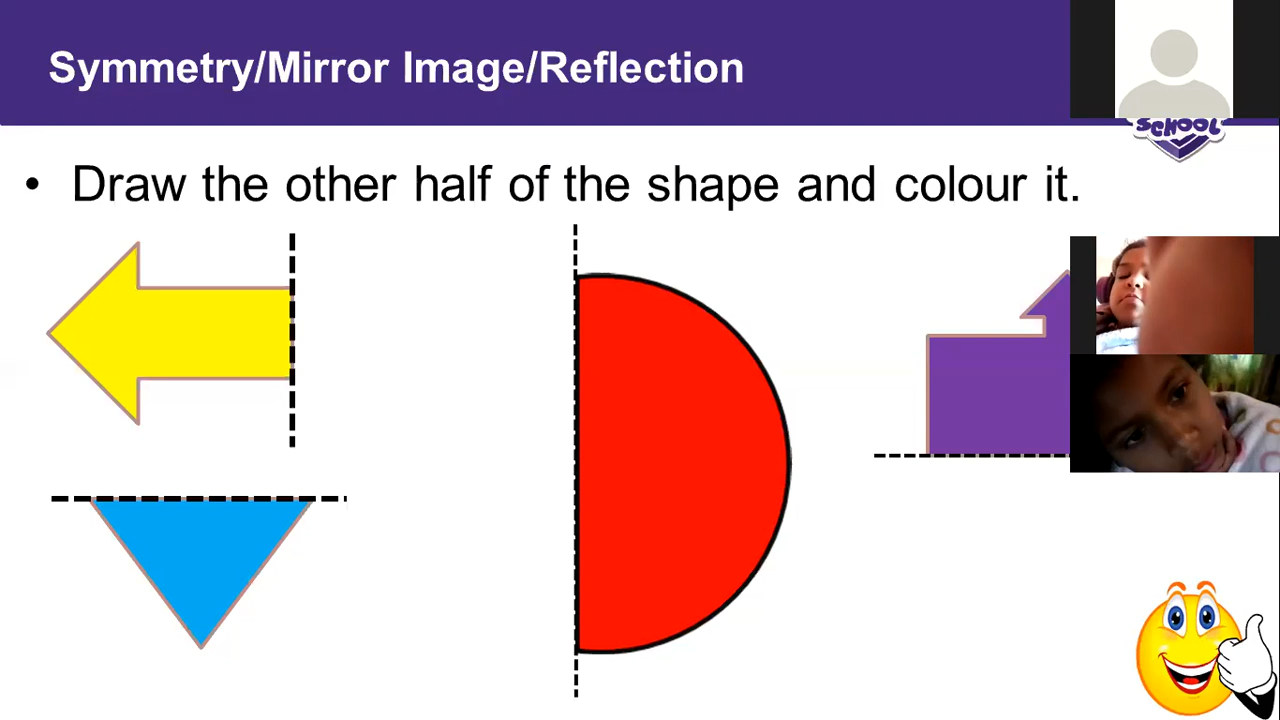 Symmetry/Mirror Image/Reflection
SCHOOL
• Draw the other half of the shape and colour it.